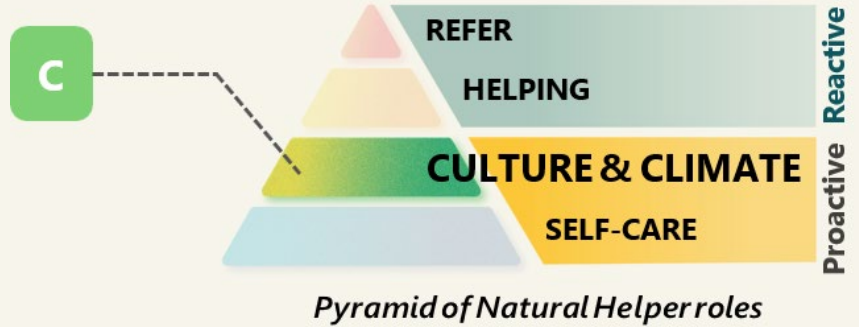 REFER
Reactive
C
HELPING
CULTURE & CLIMATE
Proactive
SELF-CARE
Pyramid of Natural Helper roles